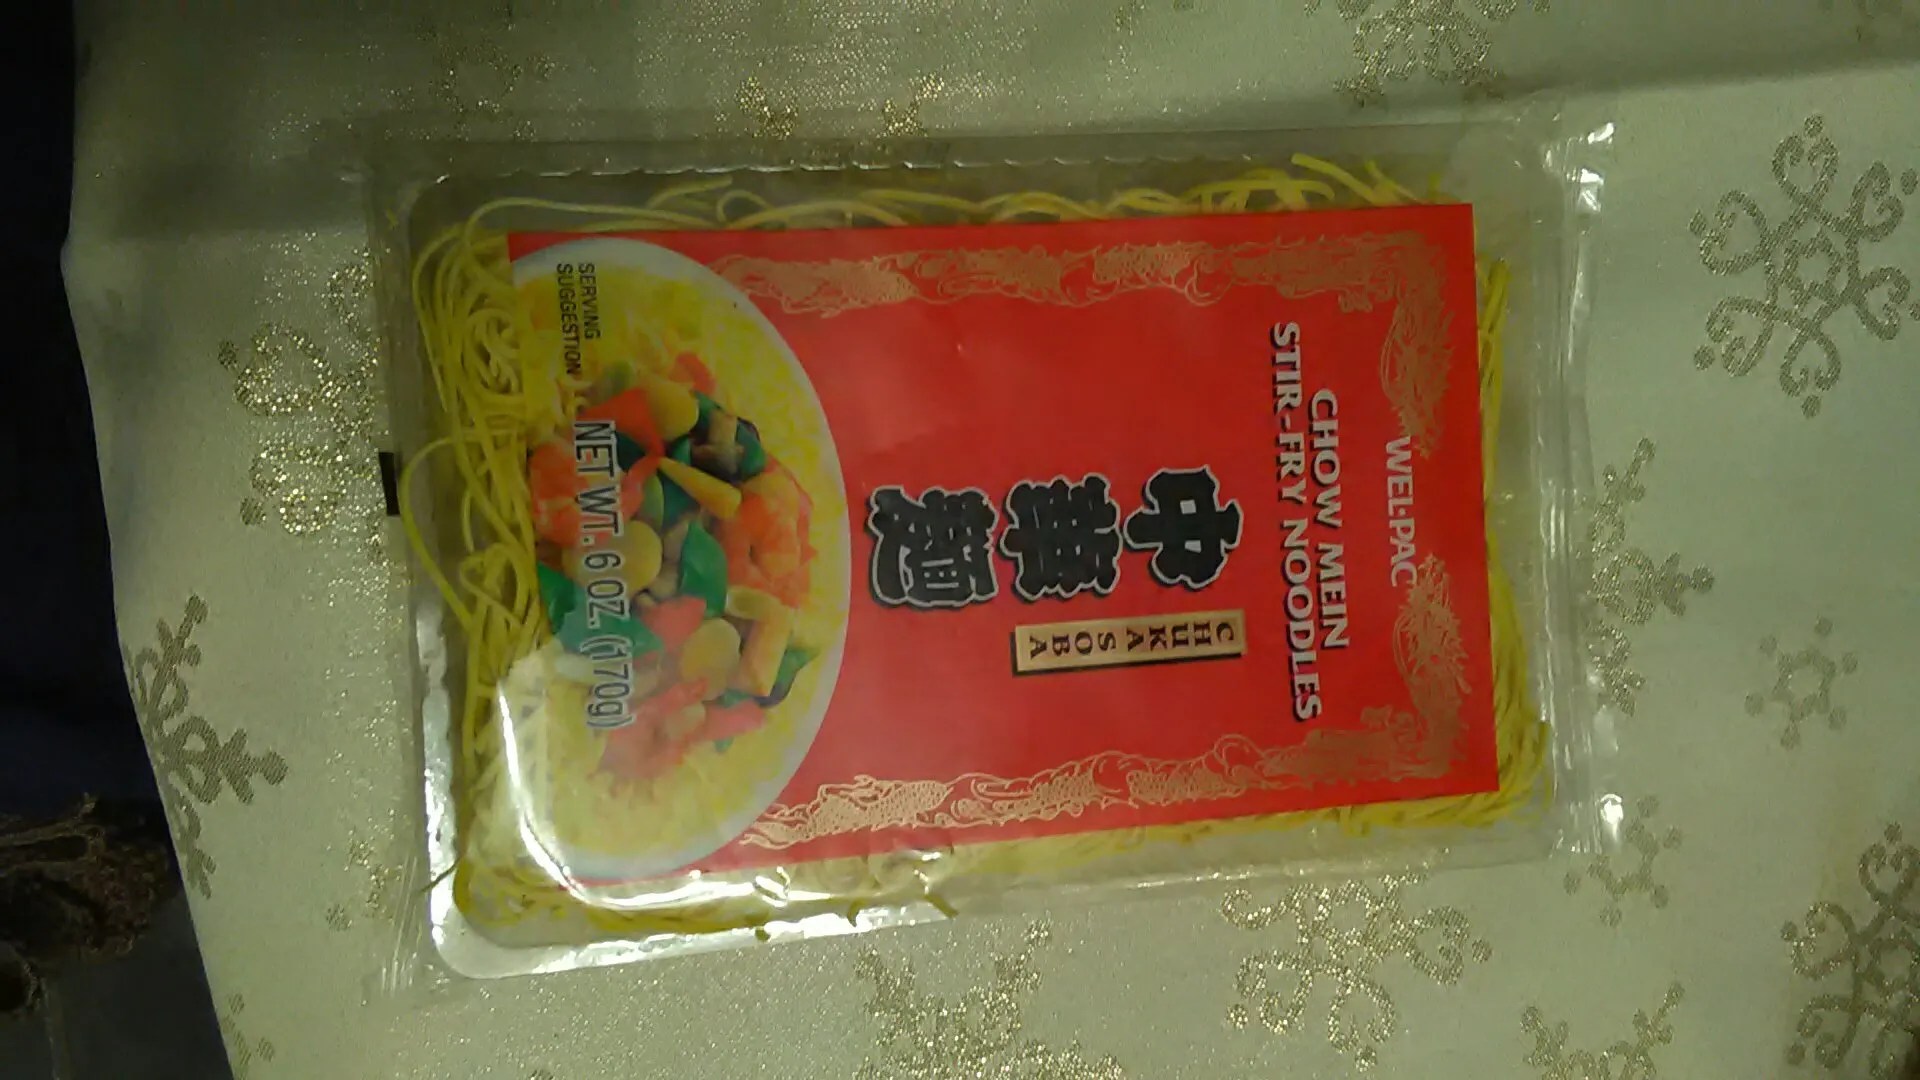 WEL·PAC
CHOW MEIN
STIR-FRY NOODLES
中華麺
CHUKA
SOBA
SERVING
SUGGESTION
NET WT. 6 OZ. (170g)